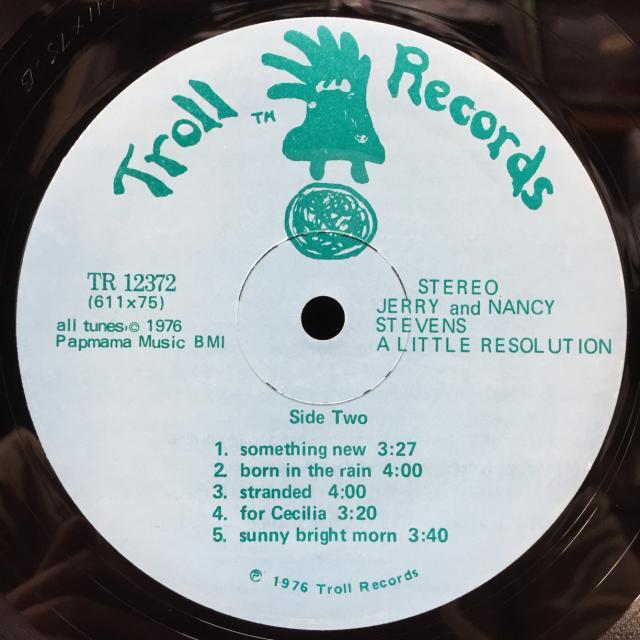 Troll Records
TM
TR 12372
(611x75)
all tunes © 1976
Papmama Music BMI
STEREO
JERRY and NANCY
STEVENS
A LITTLE RESOLUTION
Side Two
1. something new 3:27
2. born in the rain 4:00
3. stranded 4:00
4. for Cecilia 3:20
5. sunny bright morn 3:40
℗ 1976 Troll Records